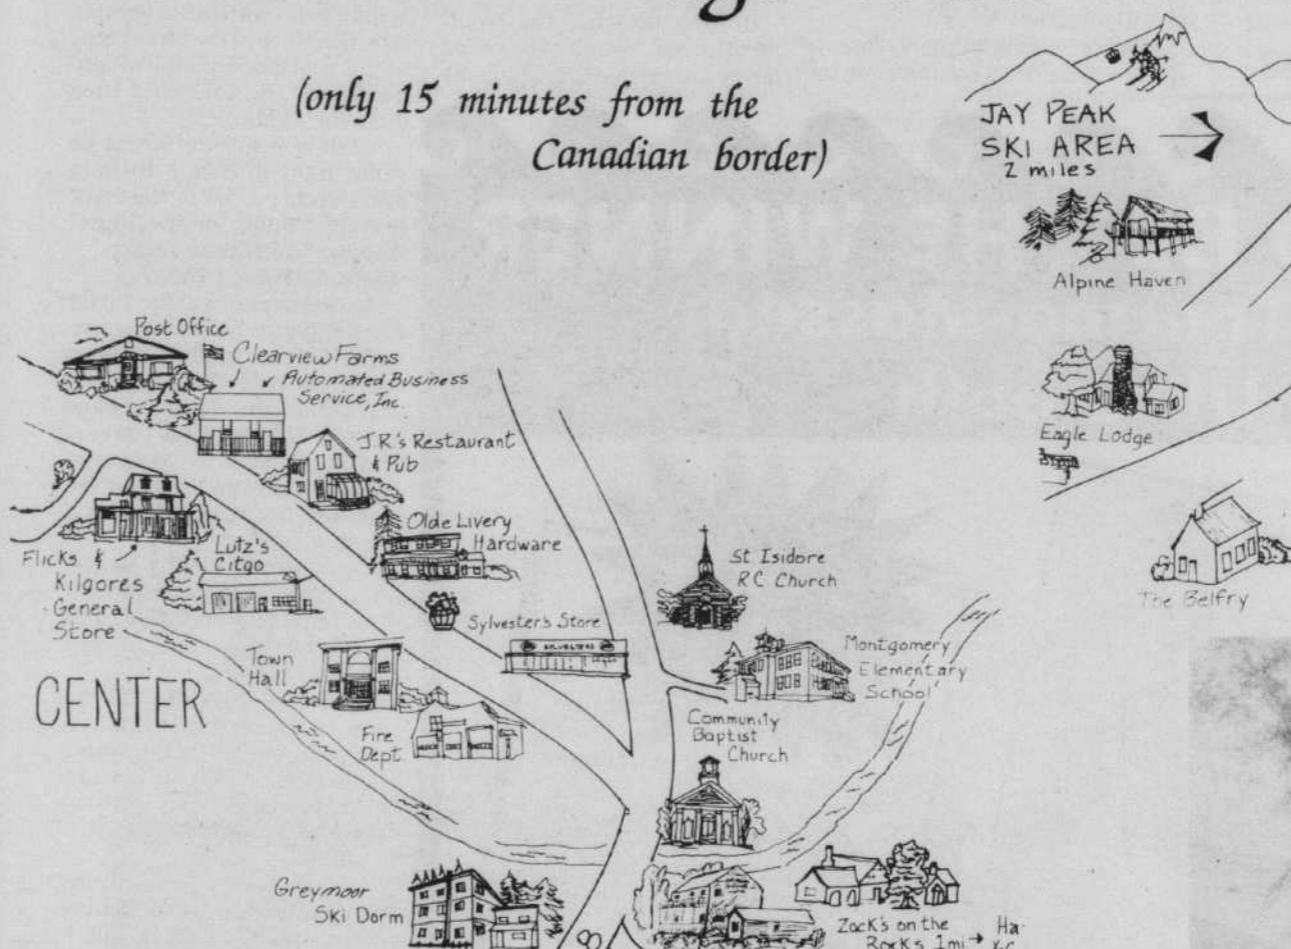 (only 15 minutes from the
Canadian border)
JAY PEAK
SKI AREA
2 miles
Alpine Haven
Post Office
Clearview Farms
Automated Business
Service, Inc.
J.R.'s Restaurant
& Pub
Eagle Lodge
Olde Livery
Hardware
Flicks &
Kilgores
General
Store
Lutz's
Citgo
St Isidore
RC Church
The Belfry
Sylvester's Store
SYLVESTERS
Town
Hall
Montgomery
Elementary
School
CENTER
Fire
Dept.
Community
Baptist
Church
Greymoor
Ski Dorm
Zack's on the
Rocks 1mi
Ha